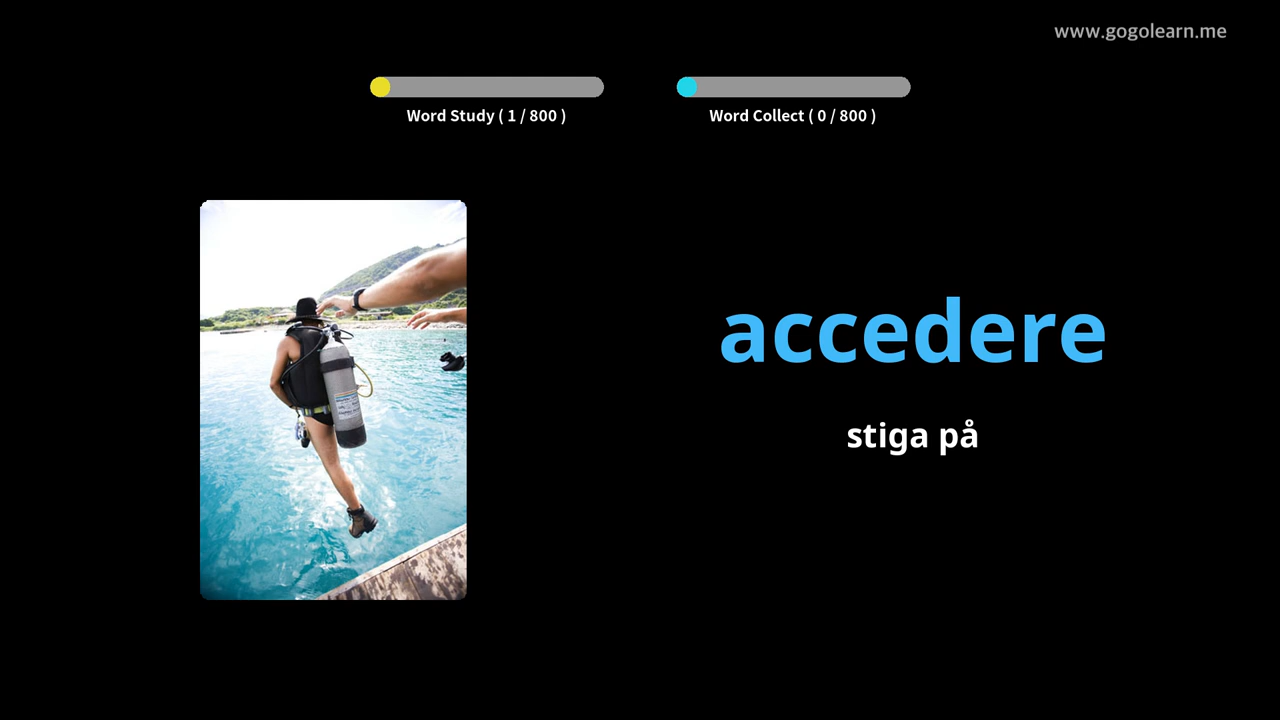 www.gogolearn.me
Word Study ( 1 / 800 )
Word Collect ( 0 / 800 )
accedere
stiga på